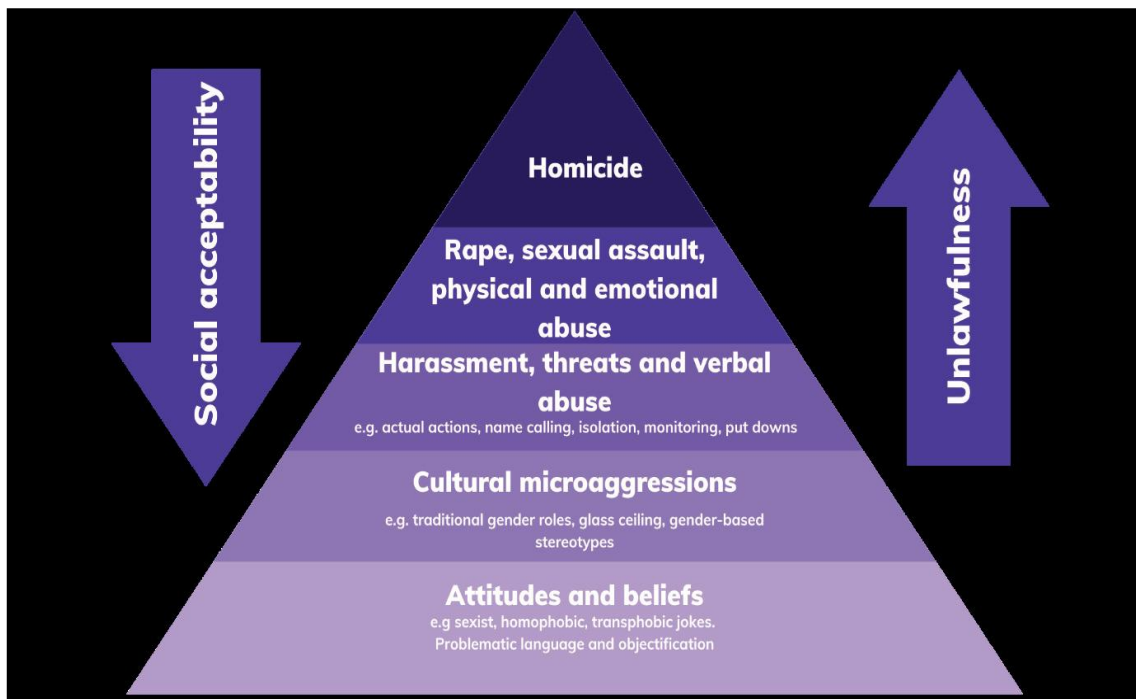 Social acceptability
Homicide
Rape, sexual assault,
physical and emotional
abuse
Harassment, threats and verbal
abuse
e.g. actual actions, name calling, isolation, monitoring, put downs
Cultural microaggressions
e.g. traditional gender roles, glass ceiling, gender-based
stereotypes
Attitudes and beliefs
e.g sexist, homophobic, transphobic jokes.
Problematic language and objectification
Unlawfulness